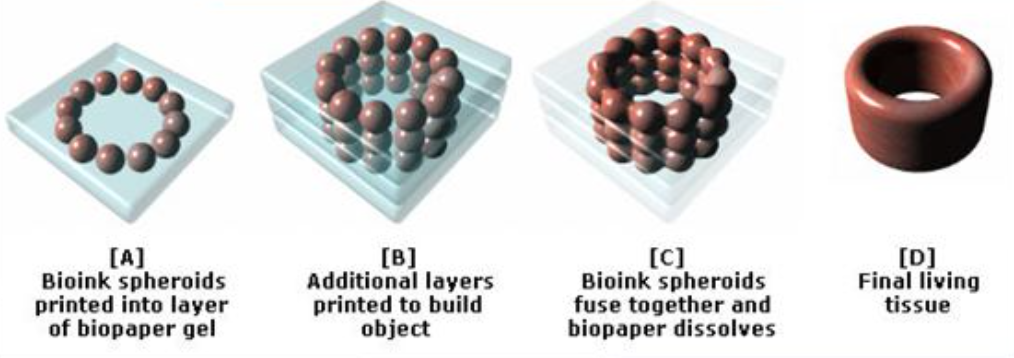 [A]
Bioink spheroids
printed into layer
of biopaper gel
[B]
Additional layers
printed to build
object
[C]
Bioink spheroids
fuse together and
biopaper dissolves
[D]
Final living
tissue